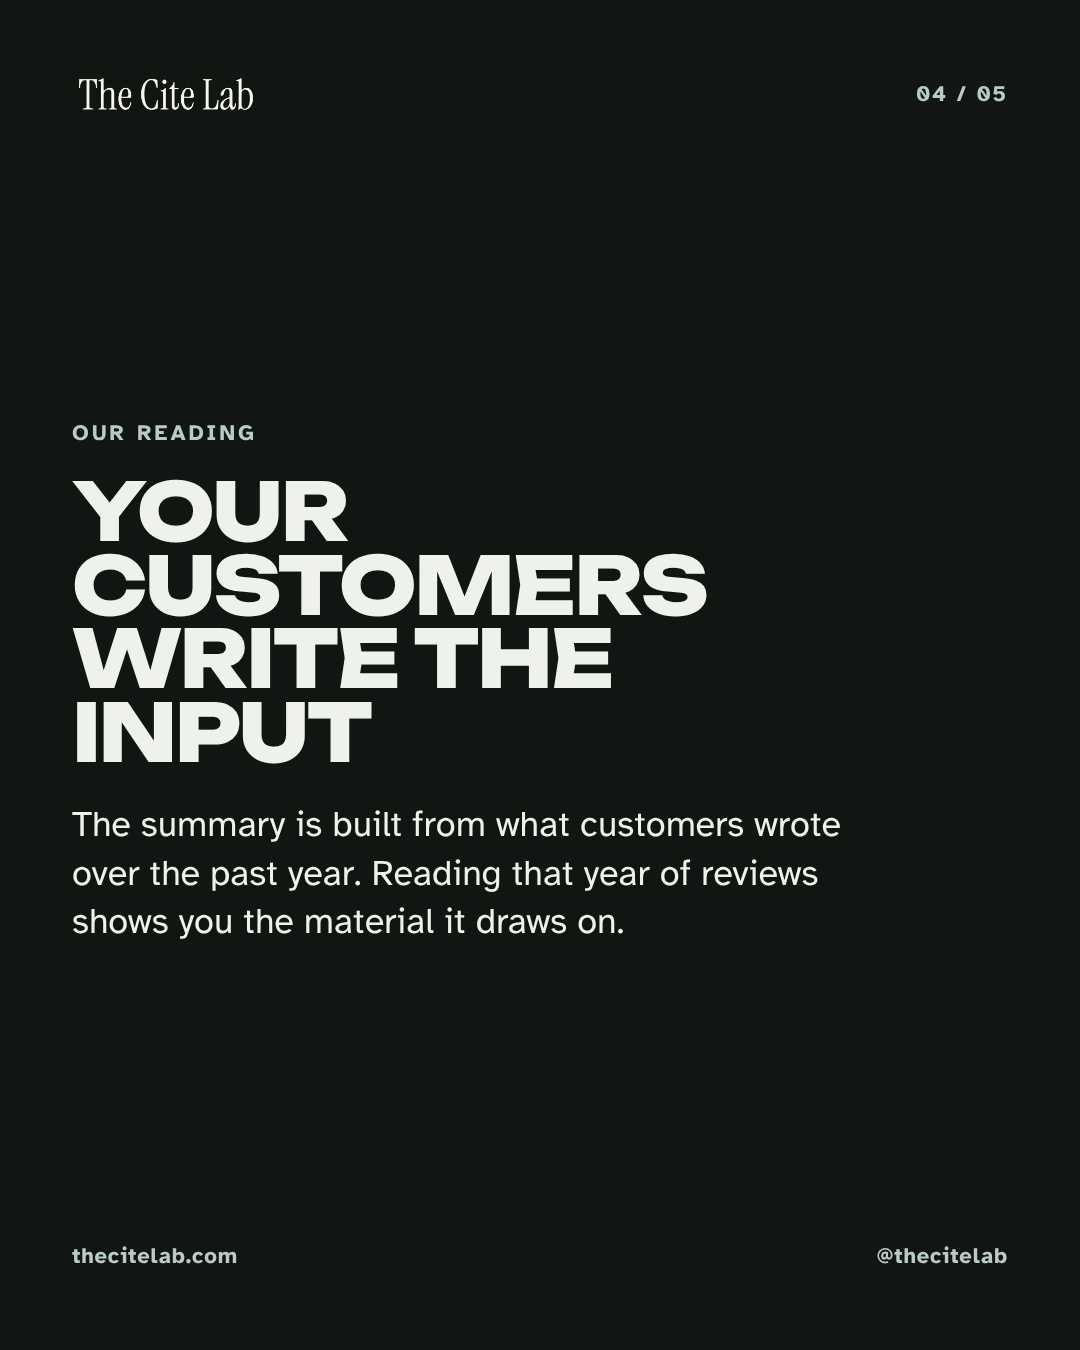 The Cite Lab
04 / 05
OUR READING
YOUR
CUSTOMERS
WRITE THE
INPUT
The summary is built from what customers wrote
over the past year. Reading that year of reviews
shows you the material it draws on.
thecitelab.com
@thecitelab